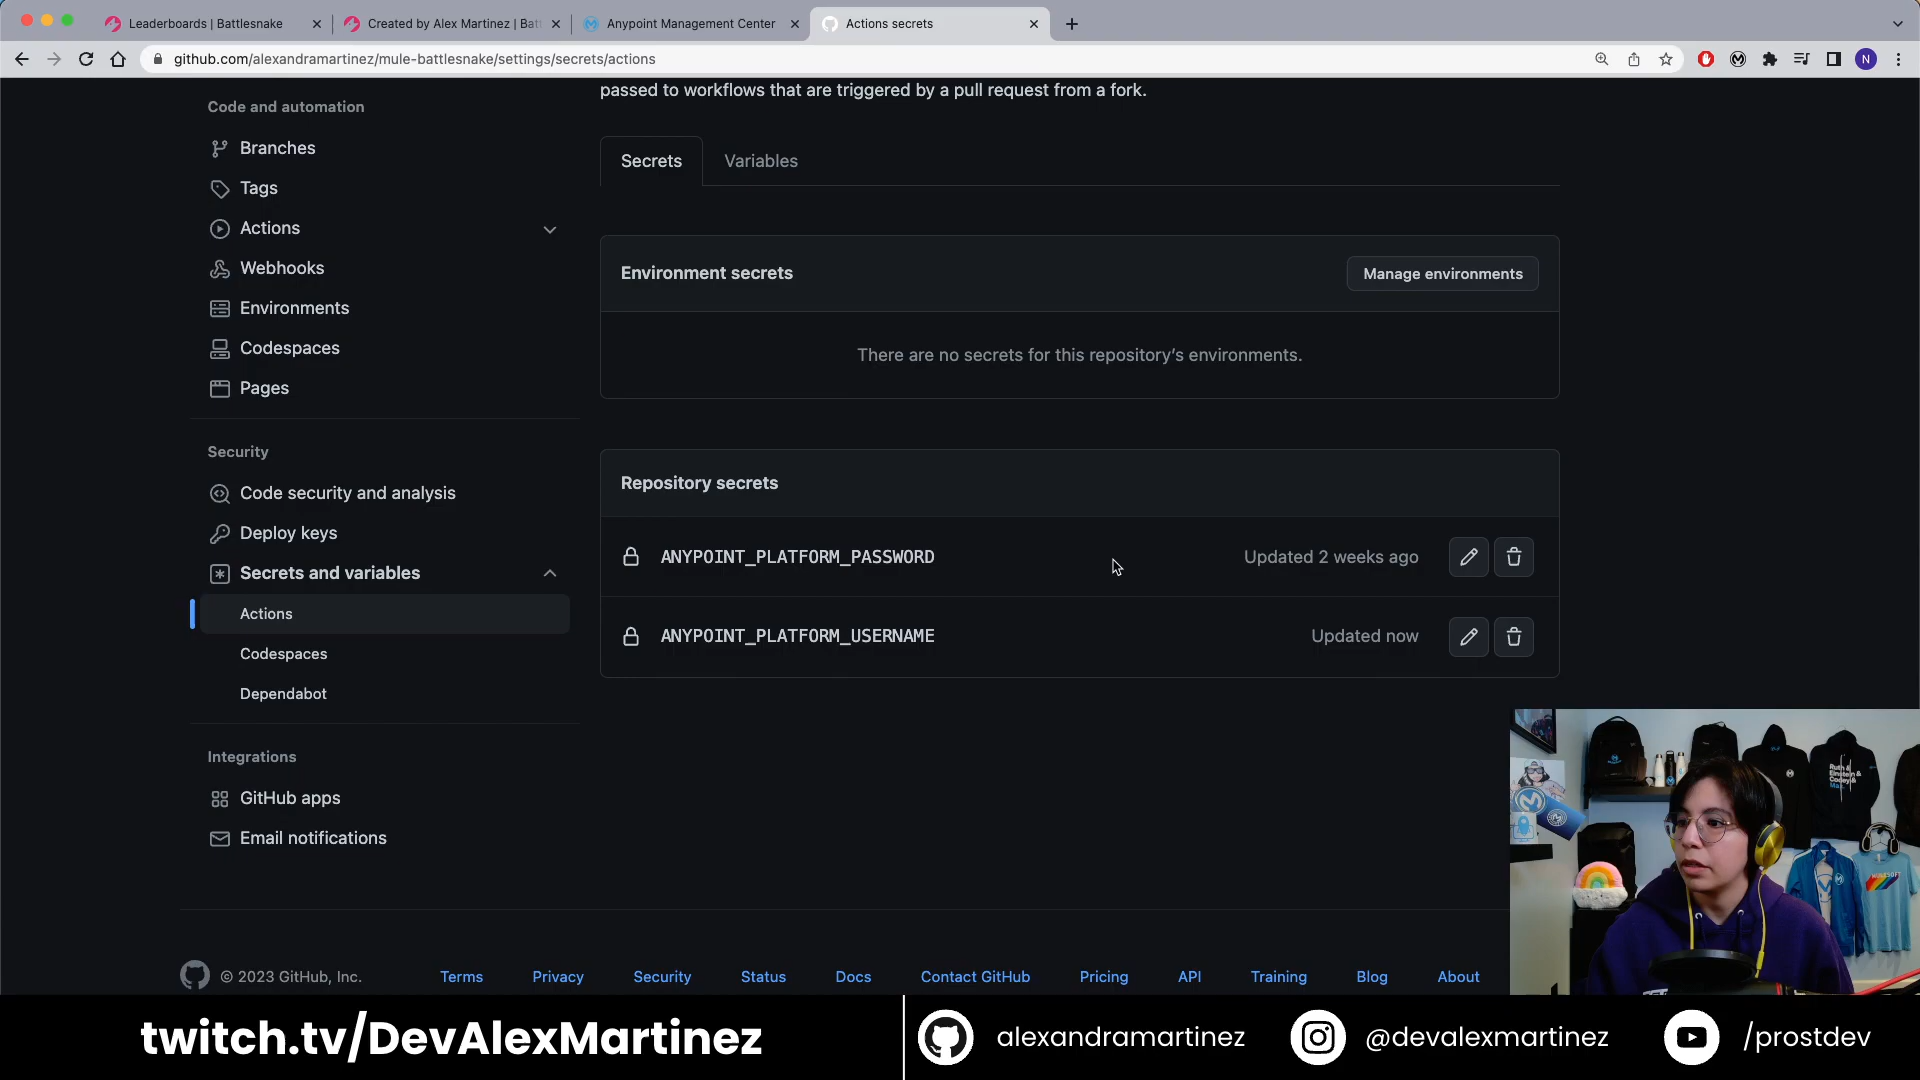 Leaderboards | Battlesnake
Created by Alex Martinez | Batt
Anypoint Management Center
Actions secrets
github.com/alexandramartinez/mule-battlesnake/settings/secrets/actions
N
passed to workflows that are triggered by a pull request from a fork.
Code and automation
Branches
Tags
Actions
Webhooks
Environments
Codespaces
Pages
Security
Code security and analysis
Deploy keys
Secrets and variables
Actions
Codespaces
Dependabot
Integrations
GitHub apps
Email notifications
Secrets
Variables
Environment secrets
Manage environments
There are no secrets for this repository's environments.
Repository secrets
ANYPOINT_PLATFORM_PASSWORD
Updated 2 weeks ago
ANYPOINT_PLATFORM_USERNAME
Updated now
Ruth &
Einstein &
Codey &
Max.
© 2023 GitHub, Inc.
Terms
Privacy
Security
Status
Docs
Contact GitHub
Pricing
API
Training
Blog
About
twitch.tv/DevAlexMartinez
alexandramartinez
@devalexmartinez
/prostdev